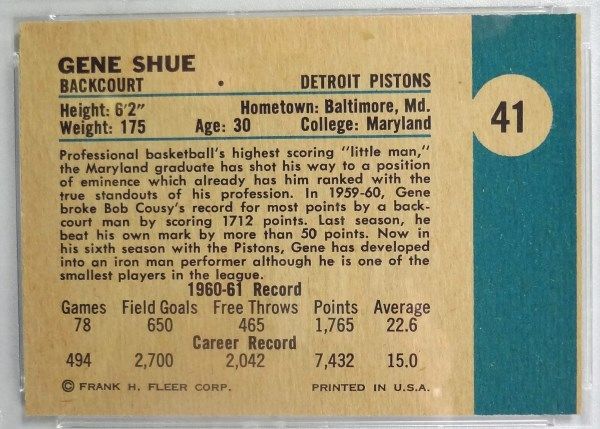 GENE SHUE
BACKCOURT • DETROIT PISTONS
Height: 6'2" Hometown: Baltimore, Md.
Weight: 175 Age: 30 College: Maryland
41
Professional basketball's highest scoring "little man,"
the Maryland graduate has shot his way to a position
of eminence which already has him ranked with the
true standouts of his profession. In 1959-60, Gene
broke Bob Cousy's record for most points by a back-
court man by scoring 1712 points. Last season, he
beat his own mark by more than 50 points. Now in
his sixth season with the Pistons, Gene has developed
into an iron man performer although he is one of the
smallest players in the league.
1960-61 Record
Games Field Goals Free Throws Points Average
78 650 465 1,765 22.6
Career Record
494 2,700 2,042 7,432 15.0
© FRANK H. FLEER CORP. PRINTED IN U.S.A.